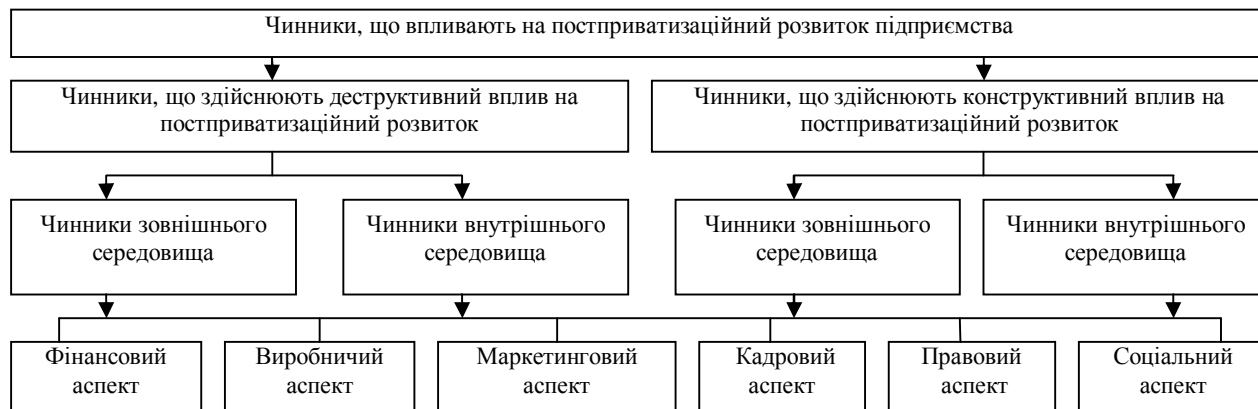 Чинники, що впливають на постприватизаційний розвиток підприємства
Чинники, що здійснюють деструктивний вплив на
постприватизаційний розвиток
Чинники, що здійснюють конструктивний вплив на
постприватизаційний розвиток
Чинники зовнішнього
середовища
Чинники внутрішнього
середовища
Чинники зовнішнього
середовища
Чинники внутрішнього
середовища
Фінансовий
аспект
Виробничий
аспект
Маркетинговий
аспект
Кадровий
аспект
Правовий
аспект
Соціальний
аспект